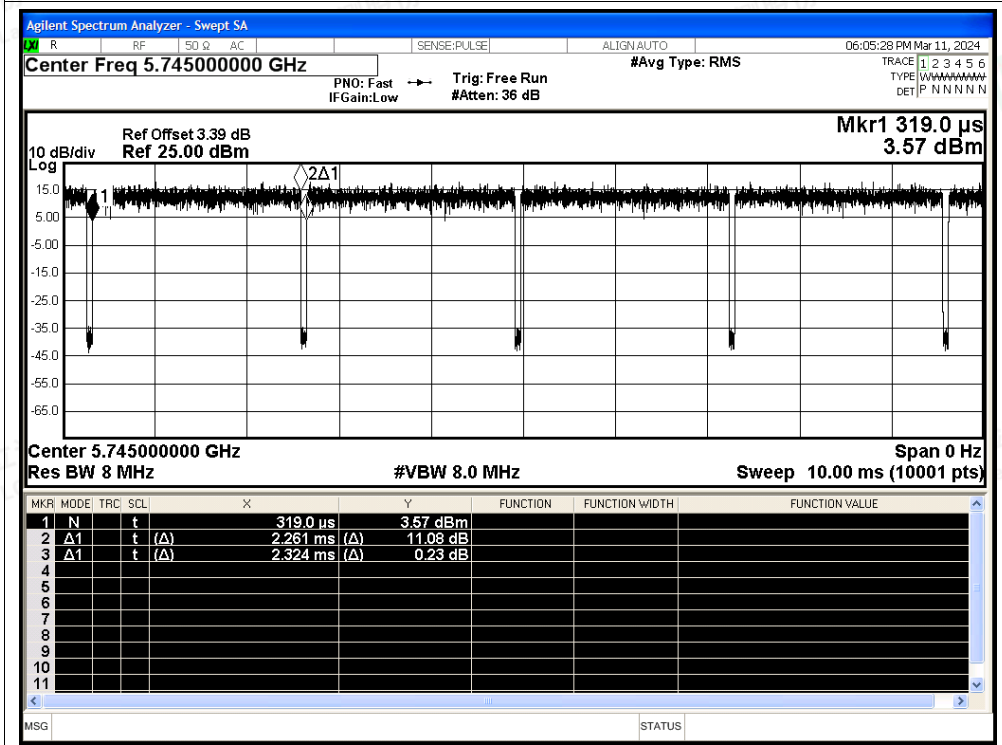 Agilent Spectrum Analyzer - Swept SA
LXI R RF 50 Ω AC SENSE:PULSE ALIGN AUTO 06:05:28 PM Mar 11, 2024
Center Freq 5.745000000 GHz #Avg Type: RMS TRACE 1 2 3 4 5 6
PNO: Fast Trig: Free Run TYPE W
IFGain:Low #Atten: 36 dB DET P N N N N N
Mkr1 319.0 µs
Ref Offset 3.39 dB
10 dB/div Ref 25.00 dBm 3.57 dBm
Log
2Δ1
15.0
1
5.00
-5.00
-15.0
-25.0
-35.0
-45.0
-55.0
-65.0
Center 5.745000000 GHz Span 0 Hz
Res BW 8 MHz #VBW 8.0 MHz Sweep 10.00 ms (10001 pts)
MKR MODE TRC SCL X Y FUNCTION FUNCTION WIDTH FUNCTION VALUE
1 N t 319.0 µs 3.57 dBm
2 Δ1 t (Δ) 2.261 ms (Δ) 11.08 dB
3 Δ1 t (Δ) 2.324 ms (Δ) 0.23 dB
4
5
6
7
8
9
10
11
MSG STATUS